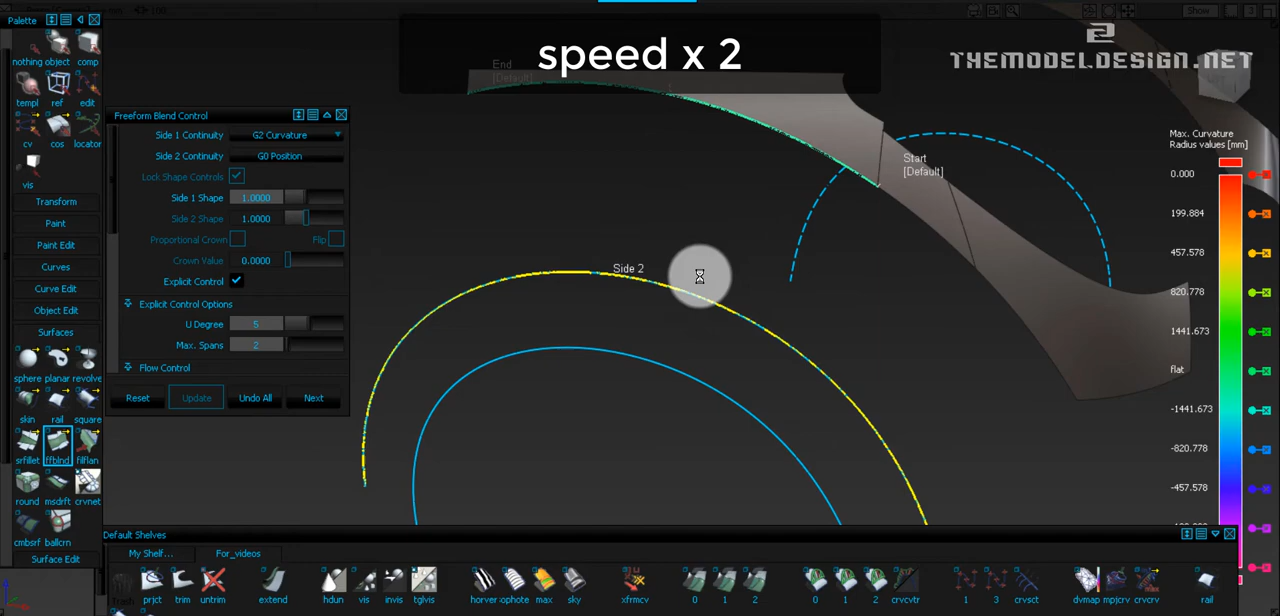 Palette
nothing object comp
templ ref edit
cv cos locator
vis
Transform
Paint
Paint Edit
Curves
Curve Edit
Object Edit
Surfaces
sphere planar revolve
skin rail square
srfillet ffblnd filflan
round msdrft crvnet
cmbsrf ballcrn
Surface Edit
Freeform Blend Control
Side 1 Continuity G2 Curvature
Side 2 Continuity G0 Position
Lock Shape Controls
Side 1 Shape 1.0000
Side 2 Shape 1.0000
Proportional Crown Flip
Crown Value 0.0000
Explicit Control
Explicit Control Options
U Degree 5
Max. Spans 2
Flow Control
Reset Update Undo All Next
speed x 2
End
[Default]
Start
[Default]
Side 2
Show
THEMODELDESIGN.NET
Max. Curvature
Radius values [mm]
0.000
199.884
457.578
820.778
1441.673
flat
-1441.673
-820.778
-457.578
Default Shelves
My Shelf... For_videos
Trash prjct trim untrim extend hdun vis invis tglvis horver isophote max sky xfrmcv 0 1 2 0 1 2 crvcvtr 1 3 crvsct dvmap mpjcrv crvcrv rail